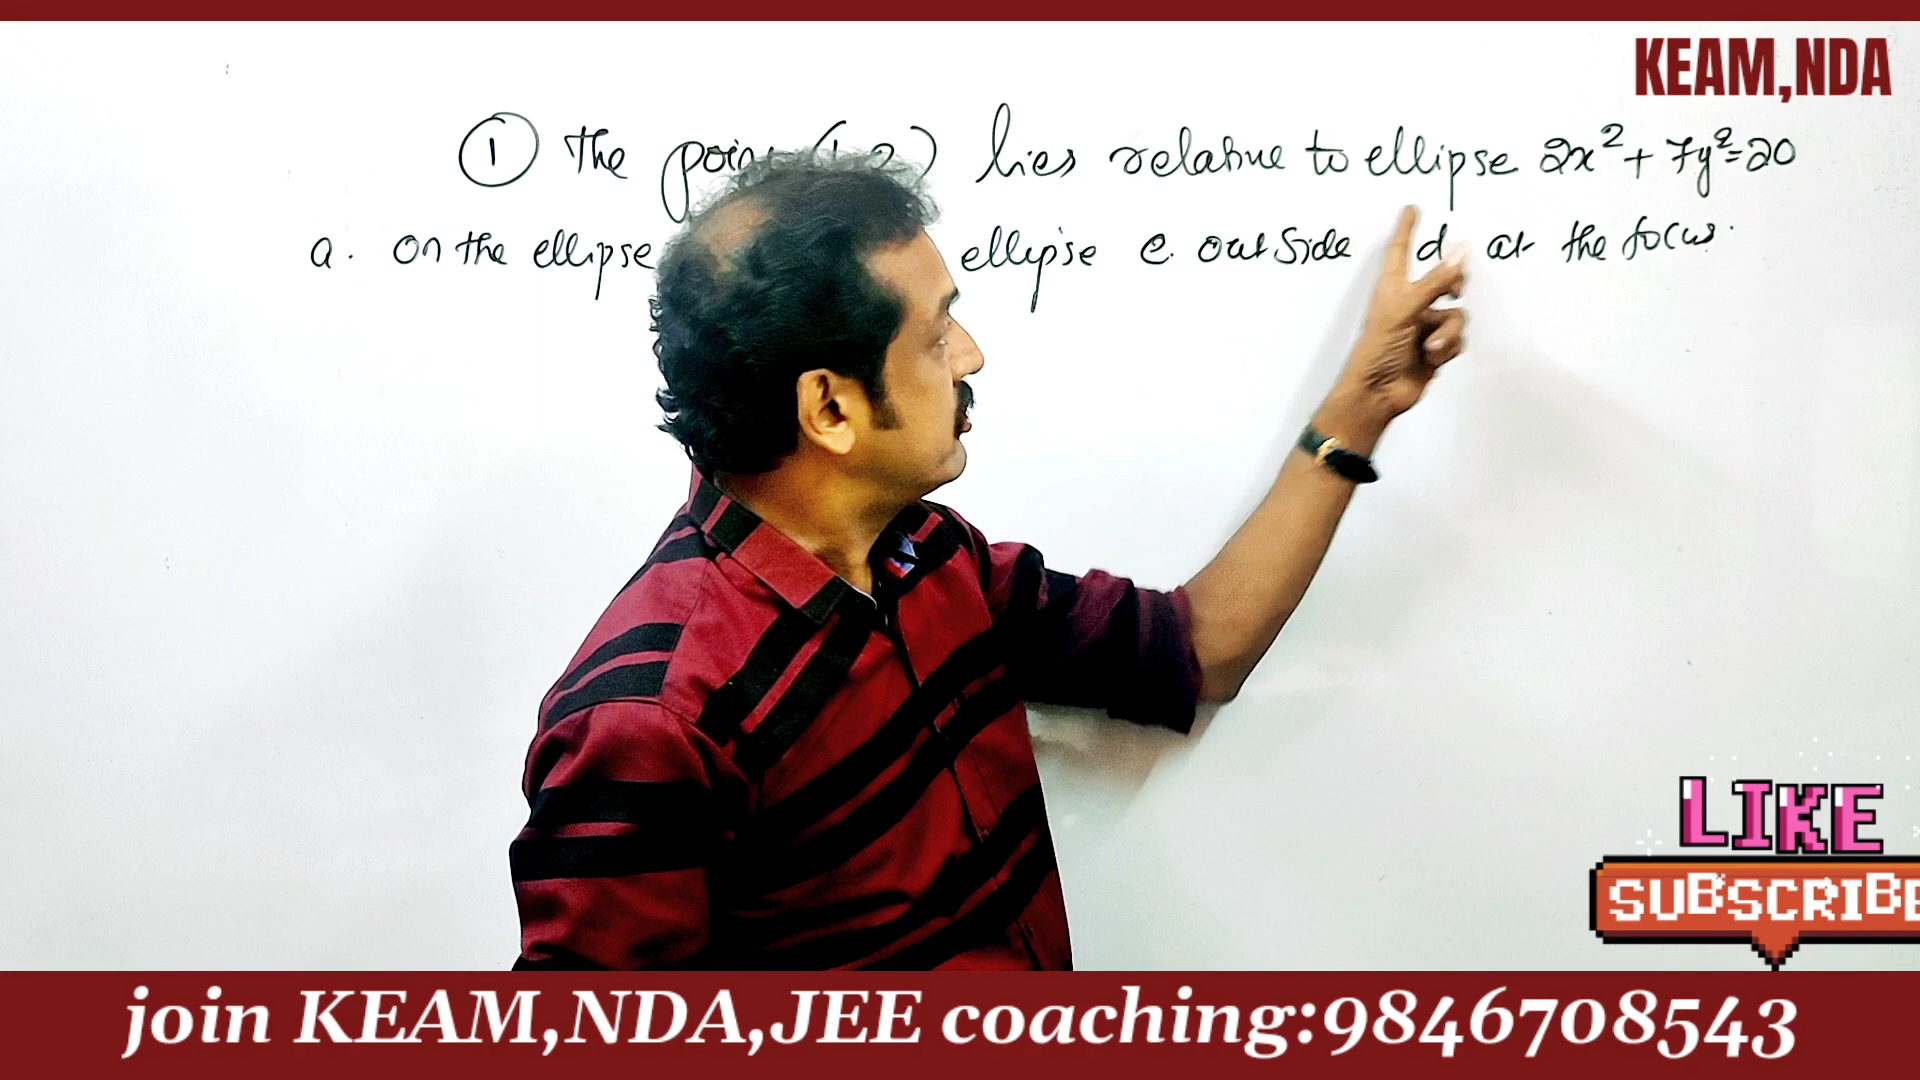 KEAM,NDA
① The lies relative to ellipse 2x²+7y²=20
a. on the ellipse ellipse c. outside d at the focus.
LIKE
SUBSCRIBE
join KEAM,NDA,JEE coaching:9846708543